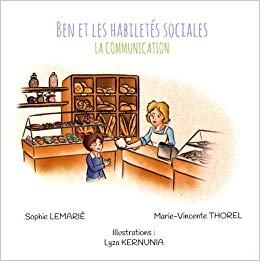 BEN ET LES HABILETÉS SOCIALES
LA COMMUNICATION
Sophie LEMARIÉ
Marie-Vincente THOREL
Illustrations :
Lyza KERNUNIA